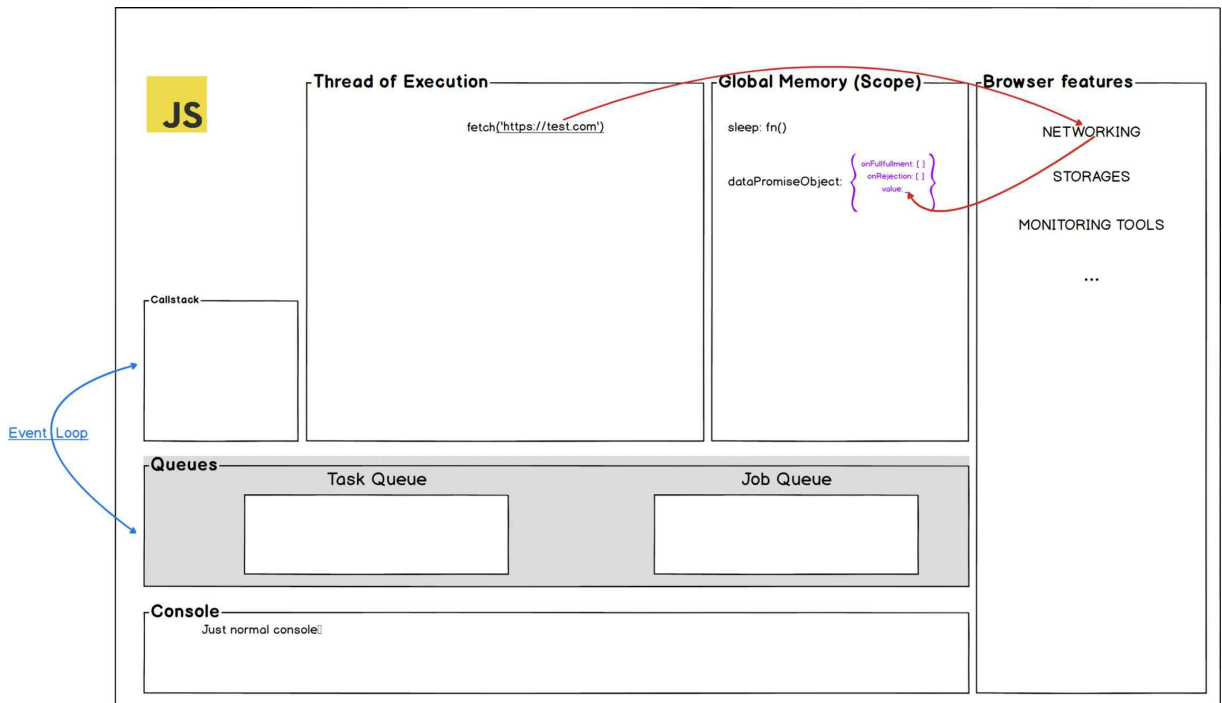 JS
Thread of Execution
fetch('https://test.com')
Global Memory (Scope)
sleep: fn()
dataPromiseObject:
onFullfullment: [ ]
onRejection: [ ]
value: _
Browser features
NETWORKING
STORAGES
MONITORING TOOLS
...
Callstack
Event Loop
Queues
Task Queue
Job Queue
Console
Just normal console